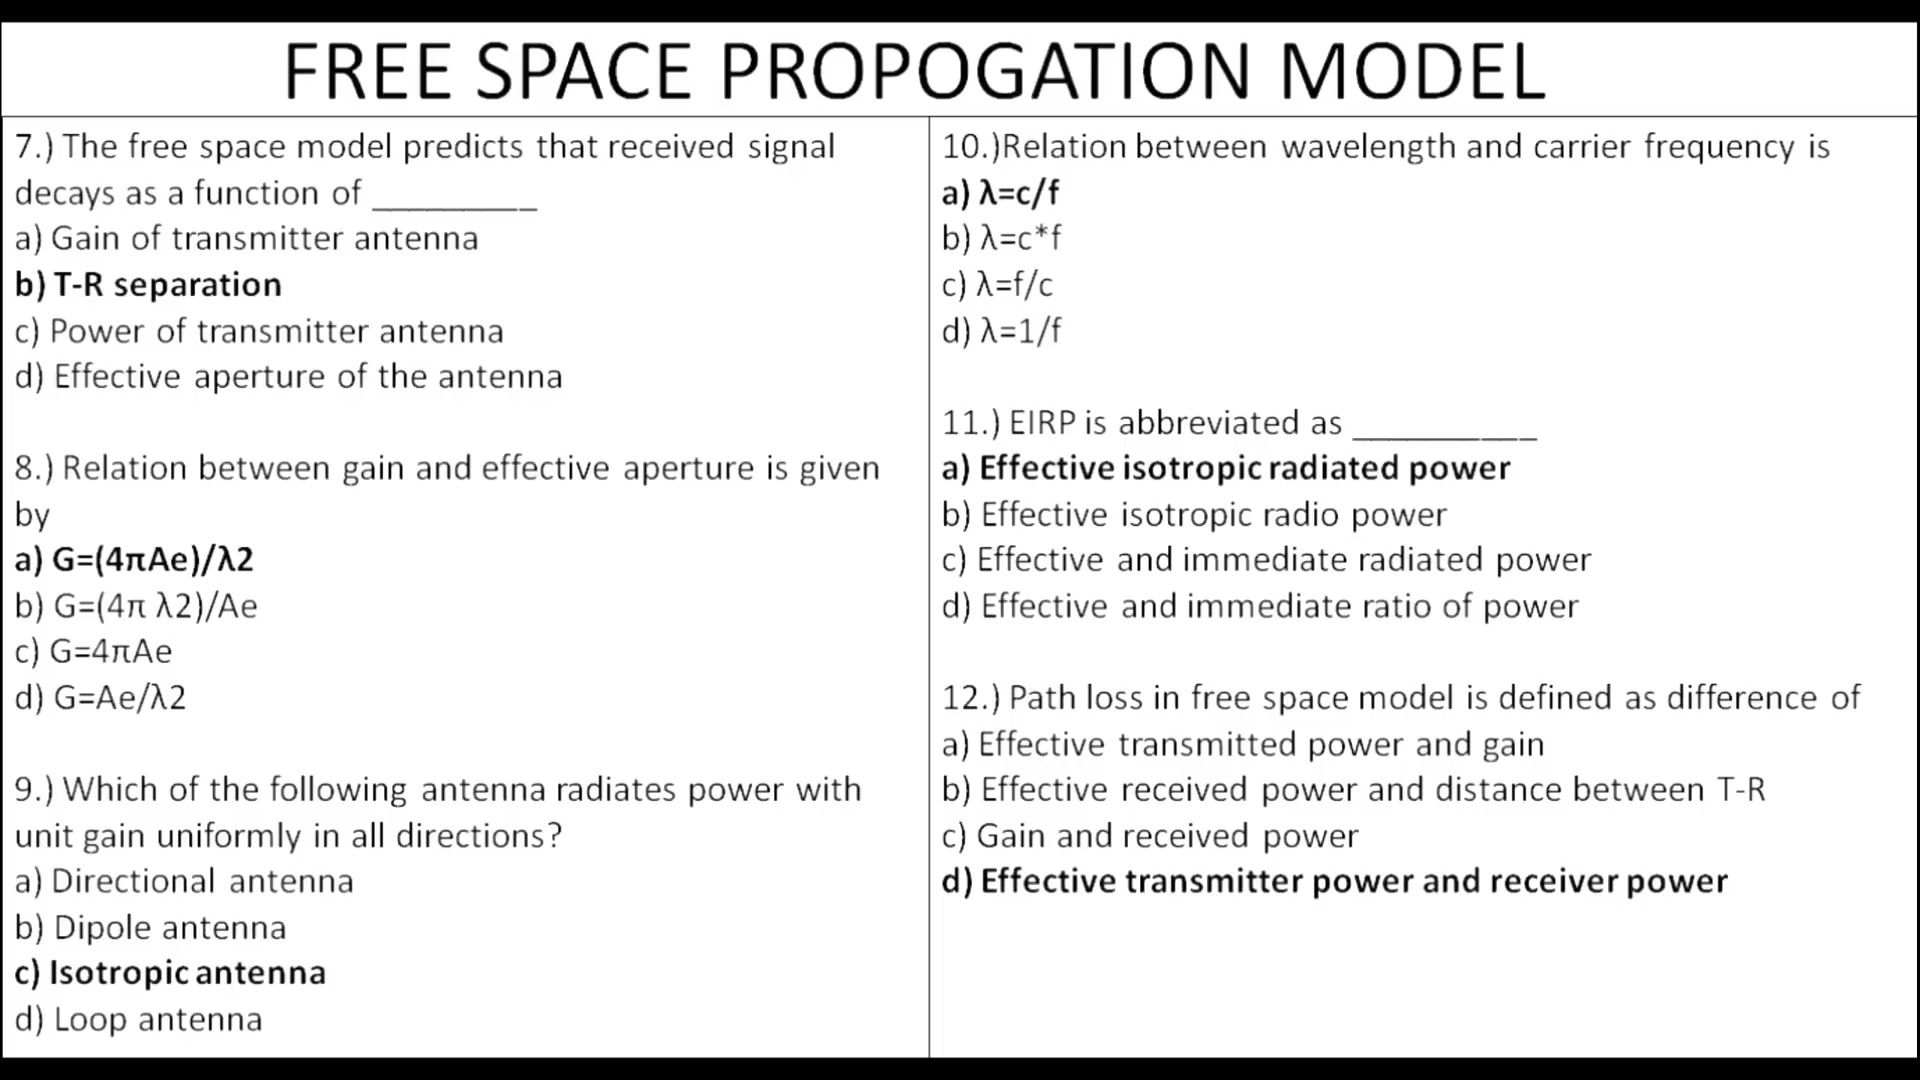 FREE SPACE PROPOGATION MODEL
7.) The free space model predicts that received signal
decays as a function of _________
a) Gain of transmitter antenna
b) T-R separation
c) Power of transmitter antenna
d) Effective aperture of the antenna
8.) Relation between gain and effective aperture is given
by
a) G=(4πAe)/λ2
b) G=(4π λ2)/Ae
c) G=4πAe
d) G=Ae/λ2
9.) Which of the following antenna radiates power with
unit gain uniformly in all directions?
a) Directional antenna
b) Dipole antenna
c) Isotropic antenna
d) Loop antenna
10.)Relation between wavelength and carrier frequency is
a) λ=c/f
b) λ=c*f
c) λ=f/c
d) λ=1/f
11.) EIRP is abbreviated as __________
a) Effective isotropic radiated power
b) Effective isotropic radio power
c) Effective and immediate radiated power
d) Effective and immediate ratio of power
12.) Path loss in free space model is defined as difference of
a) Effective transmitted power and gain
b) Effective received power and distance between T-R
c) Gain and received power
d) Effective transmitter power and receiver power